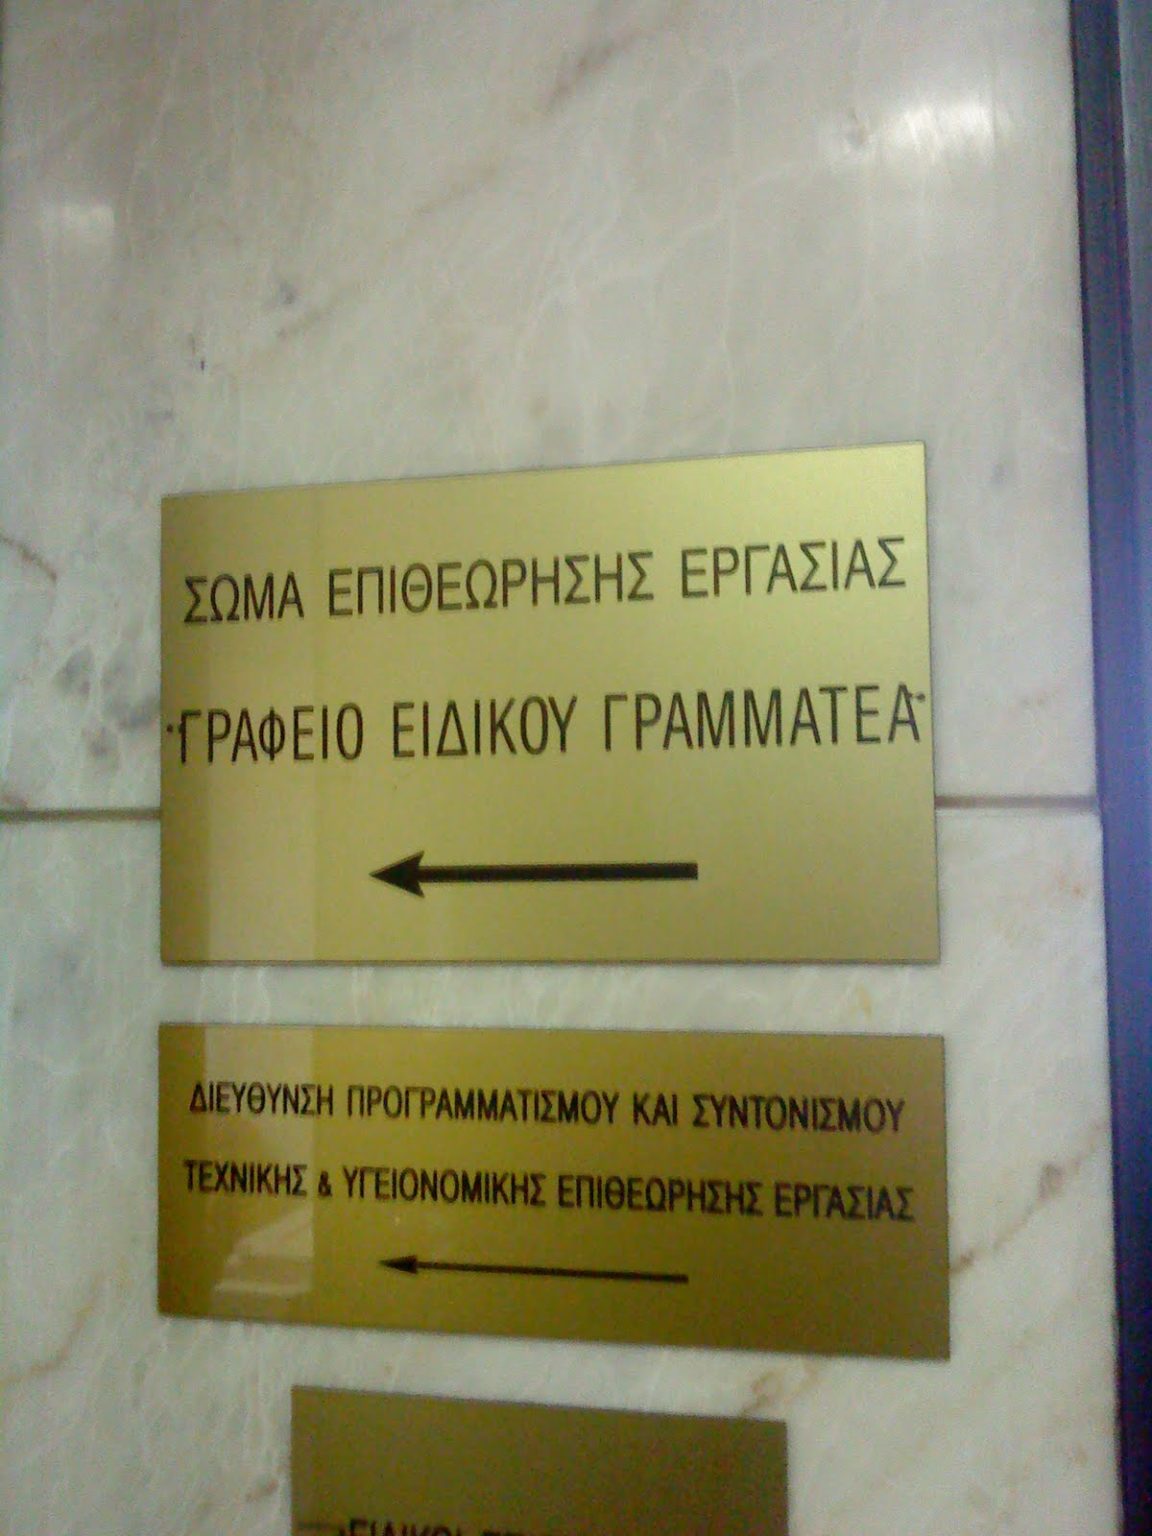 ΣΩΜΑ ΕΠΙΘΕΩΡΗΣΗΣ ΕΡΓΑΣΙΑΣ
ΓΡΑΦΕΙΟ ΕΙΔΙΚΟΥ ΓΡΑΜΜΑΤΕΑ
ΔΙΕΥΘΥΝΣΗ ΠΡΟΓΡΑΜΜΑΤΙΣΜΟΥ ΚΑΙ ΣΥΝΤΟΝΙΣΜΟΥ
ΤΕΧΝΙΚΗΣ & ΥΓΕΙΟΝΟΜΙΚΗΣ ΕΠΙΘΕΩΡΗΣΗΣ ΕΡΓΑΣΙΑΣ